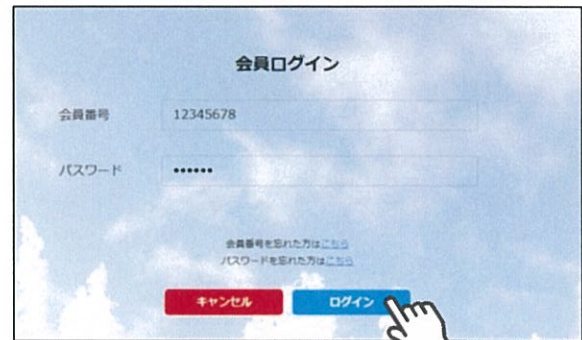 会員ログイン
会員番号 12345678
パスワード ••••••
会員番号を忘れた方はこちら
パスワードを忘れた方はこちら
キャンセル ログイン